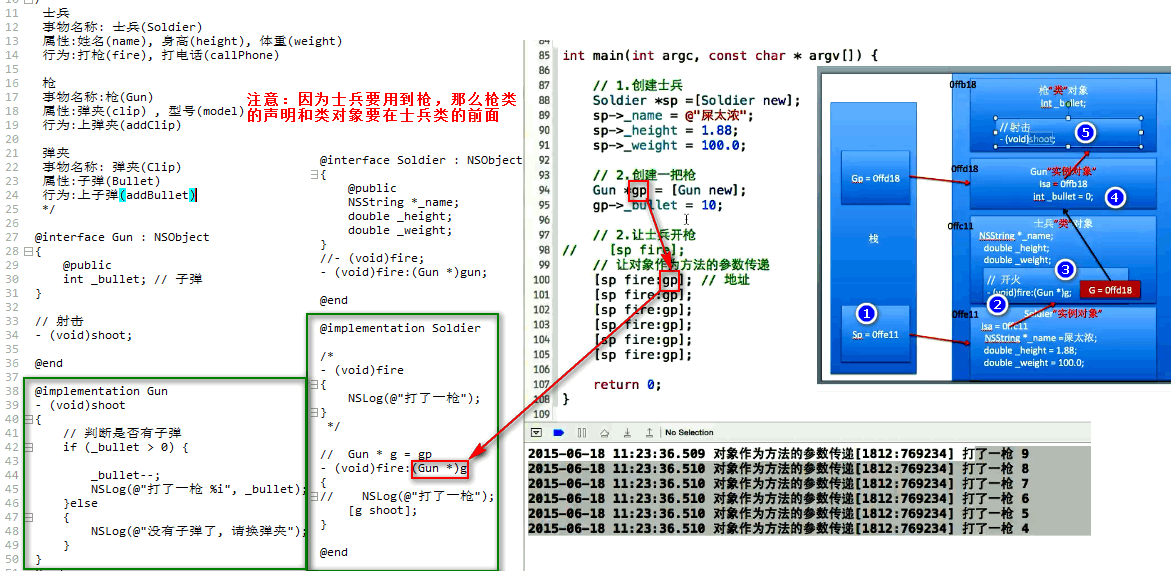 10
11 士兵
12 事物名称: 士兵(Soldier)
13 属性:姓名(name), 身高(height), 体重(weight)
14 行为:打枪(fire), 打电话(callPhone)
15
16 枪
17 事物名称:枪(Gun)
18 属性:弹夹(clip) , 型号(model)
19 行为:上弹夹(addClip)
20
21 弹夹
22 事物名称: 弹夹(Clip)
23 属性:子弹(Bullet)
24 行为:上子弹(addBullet)
25 */
26
27 @interface Gun : NSObject
28 {
29 @public
30 int _bullet; // 子弹
31 }
32
33 // 射击
34 - (void)shoot;
35
36 @end
37
38 @implementation Gun
39 - (void)shoot
40 {
41 // 判断是否有子弹
42 if (_bullet > 0) {
43
44 _bullet--;
45 NSLog(@"打了一枪 %i", _bullet);
46 }else
47 {
48 NSLog(@"没有子弹了, 请换弹夹");
49 }
50 }
注意：因为士兵要用到枪，那么枪类
的声明和类对象要在士兵类的前面
@interface Soldier : NSObject
{
@public
NSString *_name;
double _height;
double _weight;
}
//- (void)fire;
- (void)fire:(Gun *)gun;
@end
@implementation Soldier
/*
- (void)fire
{
NSLog(@"打了一枪");
}
*/
// Gun * g = gp
- (void)fire:(Gun *)g
{
// NSLog(@"打了一枪");
[g shoot];
}
@end
84
85 int main(int argc, const char * argv[]) {
86
87 // 1.创建士兵
88 Soldier *sp =[Soldier new];
89 sp->_name = @"屎太浓";
90 sp->_height = 1.88;
91 sp->_weight = 100.0;
92
93 // 2.创建一把枪
94 Gun *gp = [Gun new];
95 gp->_bullet = 10;
96
97 // 2.让士兵开枪
98 // [sp fire];
99 // 让对象作为方法的参数传递
100 [sp fire:gp]; // 地址
101 [sp fire:gp];
102 [sp fire:gp];
103 [sp fire:gp];
104 [sp fire:gp];
105 [sp fire:gp];
106
107 return 0;
108 }
109
No Selection
2015-06-18 11:23:36.509 对象作为方法的参数传递[1812:769234] 打了一枪 9
2015-06-18 11:23:36.510 对象作为方法的参数传递[1812:769234] 打了一枪 8
2015-06-18 11:23:36.510 对象作为方法的参数传递[1812:769234] 打了一枪 7
2015-06-18 11:23:36.510 对象作为方法的参数传递[1812:769234] 打了一枪 6
2015-06-18 11:23:36.510 对象作为方法的参数传递[1812:769234] 打了一枪 5
2015-06-18 11:23:36.510 对象作为方法的参数传递[1812:769234] 打了一枪 4
栈
Gp = 0ffd18
1
Sp = 0ffe11
0ffb18
枪“类”对象
int _bullet;
//射击
- (void)shoot;
5
0ffd18
Gun“实例对象”
Isa = 0ffb18
int _bullet = 0;
4
0ffc11
士兵“类”对象
NSString *_name;
double _height;
double _weight;
3
// 开火
- (void)fire:(Gun *)g;
G = 0ffd18
2
0ffe11
Soldier“实例对象”
isa = 0ffc11
NSString *_name =屎太浓;
double _height = 1.88;
double _weight = 100.0;